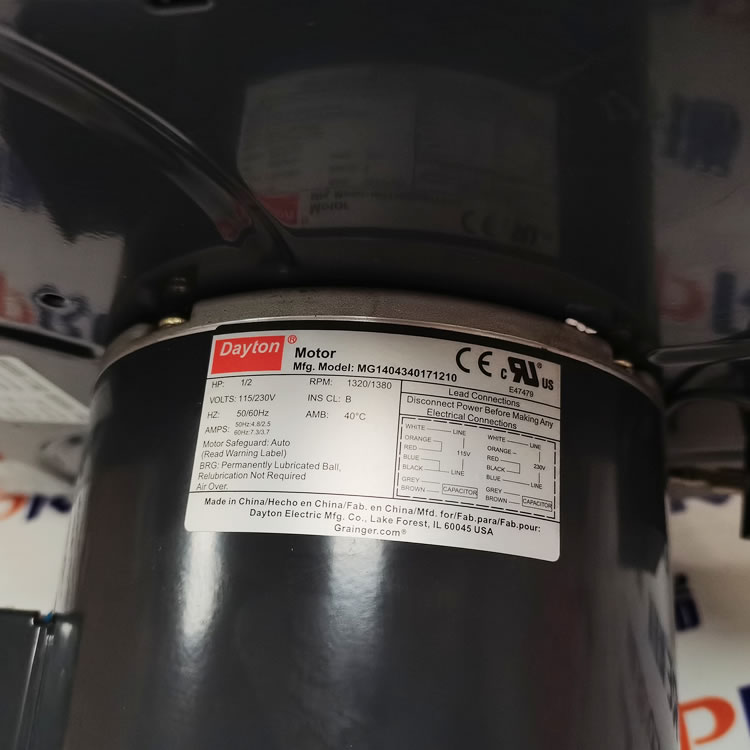 Dayton®
Motor
Mfg. Model: MG1404340171210
CE c RU US
E47479
HP: 1/2 RPM: 1320/1380
VOLTS: 115/230V INS CL: B
HZ: 50/60Hz AMB: 40°C
AMPS: 50Hz:4.8/2.5
60Hz:7.3/3.7
Motor Safeguard: Auto
(Read Warning Label)
BRG: Permanently Lubricated Ball,
Relubrication Not Required
Air Over.
Lead Connections
Disconnect Power Before Making Any
Electrical Connections
WHITE LINE
ORANGE
RED 115V
BLUE
BLACK LINE
GREY
BROWN CAPACITOR
WHITE LINE
ORANGE
RED 230V
BLACK
BLUE LINE
GREY
BROWN CAPACITOR
Made in China/Hecho en China/Fab. en China/Mfd. for/Fab.para/Fab.pour:
Dayton Electric Mfg. Co., Lake Forest, IL 60045 USA
Grainger.com®
Dayton
Motor